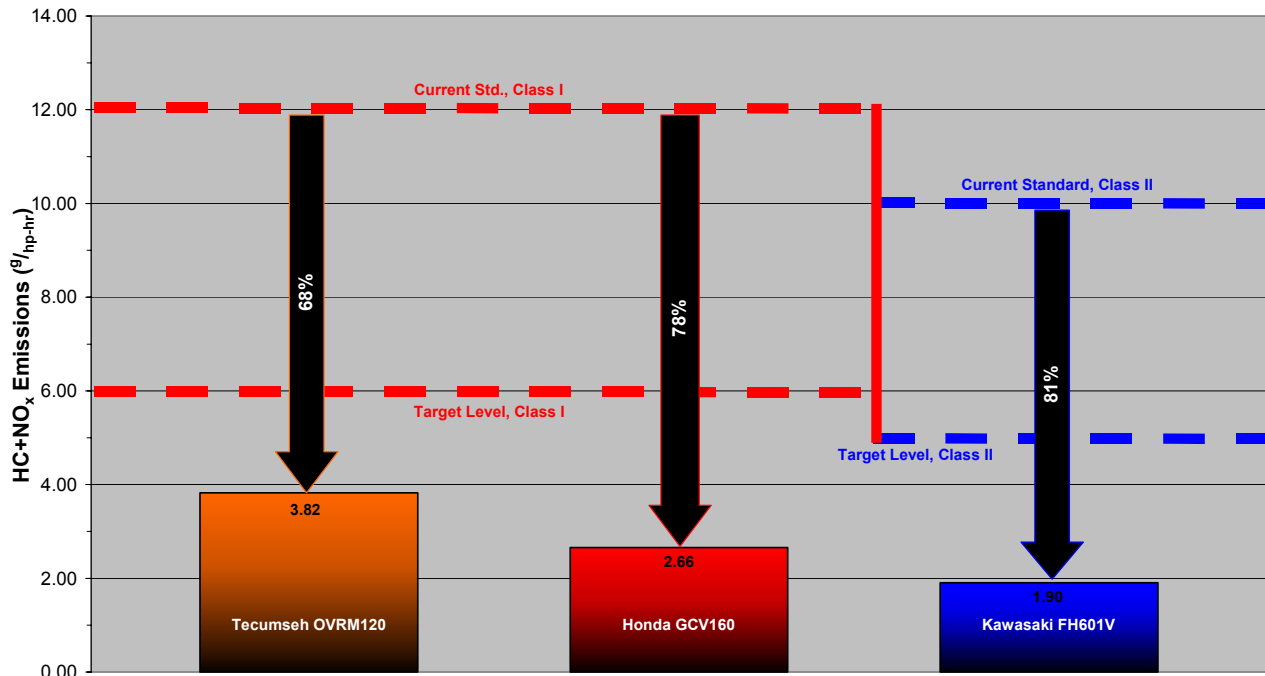 14.00
12.00
10.00
8.00
6.00
4.00
2.00
0.00
HC+NOx Emissions (g/hp-hr)
Current Std., Class I
Current Standard, Class II
68%
78%
81%
Target Level, Class I
Target Level, Class II
3.82
2.66
1.90
Tecumseh OVRM120
Honda GCV160
Kawasaki FH601V